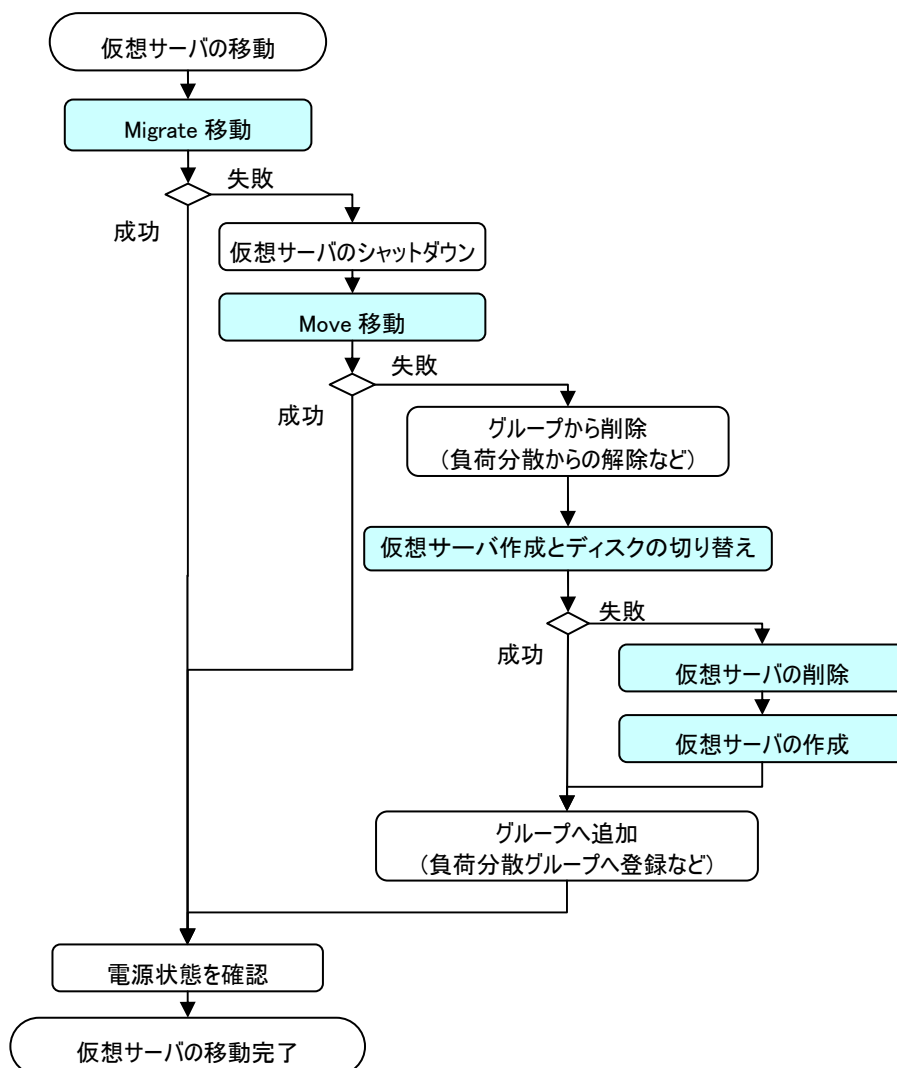 仮想サーバの移動
Migrate 移動
失敗
成功
仮想サーバのシャットダウン
Move 移動
失敗
成功
グループから削除
(負荷分散からの解除など)
仮想サーバ作成とディスクの切り替え
失敗
成功
仮想サーバの削除
仮想サーバの作成
グループへ追加
(負荷分散グループへ登録など)
電源状態を確認
仮想サーバの移動完了